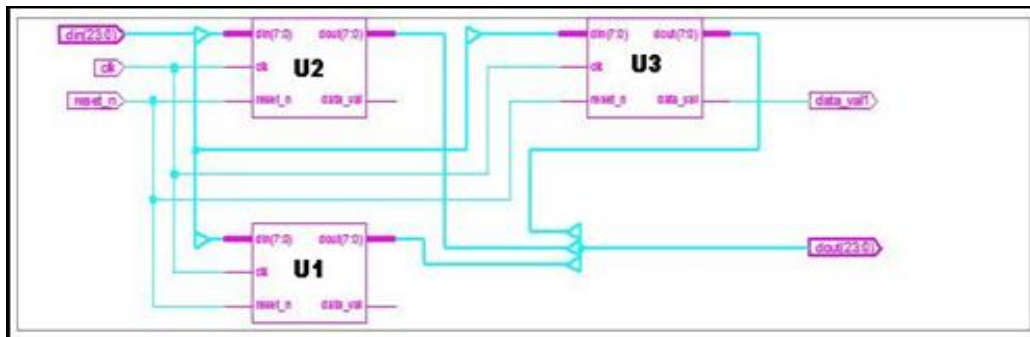 din(23:0)
clk
reset_n
din(7:0) dout(7:0)
clk
U2
reset_n data_val
din(7:0) dout(7:0)
clk
U3
reset_n data_val
data_val1
din(7:0) dout(7:0)
clk
U1
reset_n data_val
dout(23:0)